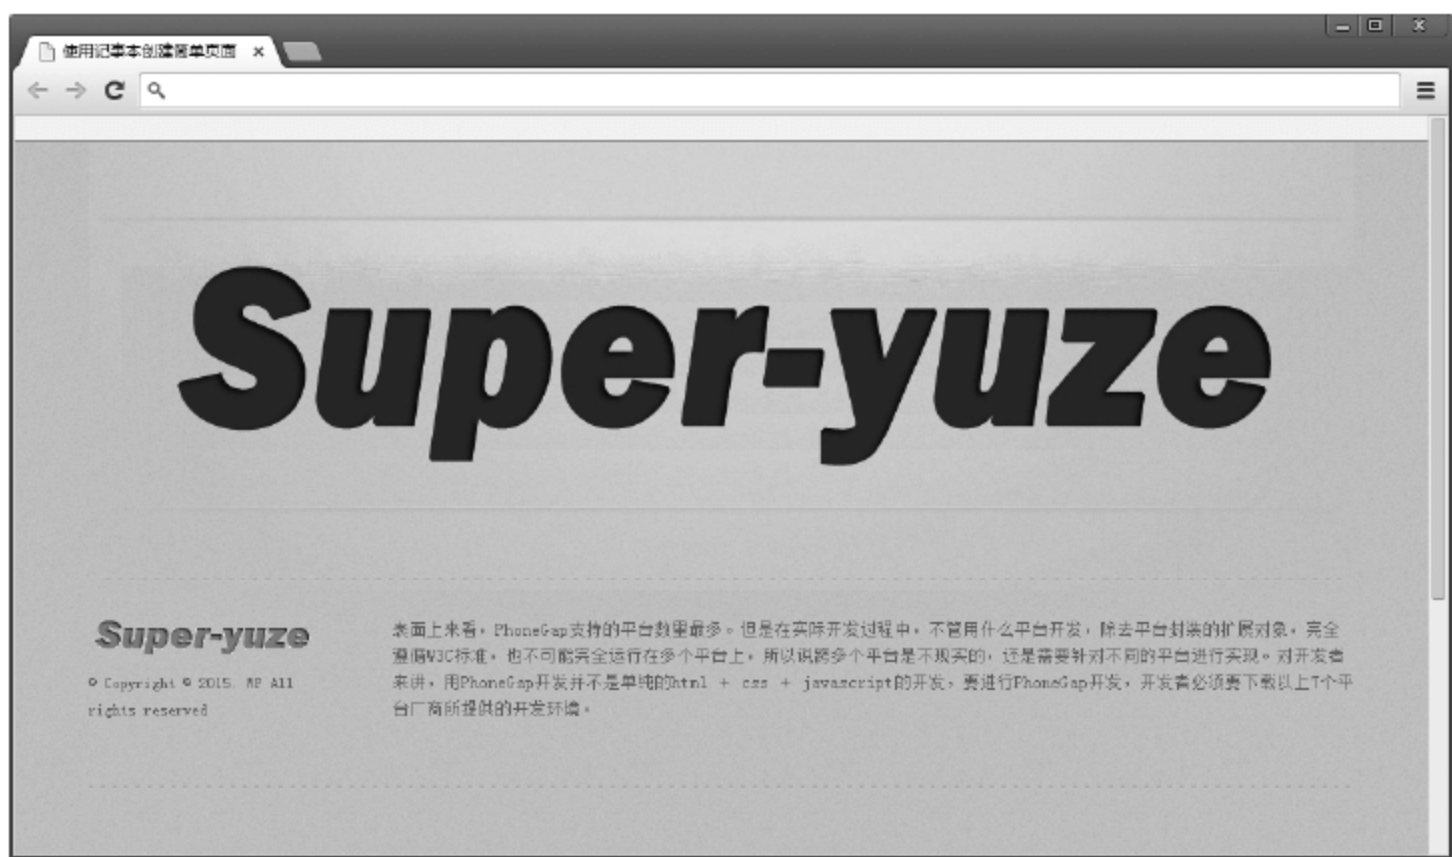 使用记事本创建简单页面
Super-yuze
Super-yuze
© Copyright © 2015. MP All
rights reserved
表面上来看，PhoneGap支持的平台数量最多。但是在实际开发过程中，不管用什么平台开发，除去平台封装的扩展对象，完全
遵循W3C标准，也不可能完全运行在多个平台上，所以说跨多个平台是不现实的，还是需要针对不同的平台进行实现。对开发者
来讲，用PhoneGap开发并不是单纯的html + css + javascript的开发，要进行PhoneGap开发，开发者必须要下载以上7个平
台厂商所提供的开发环境。